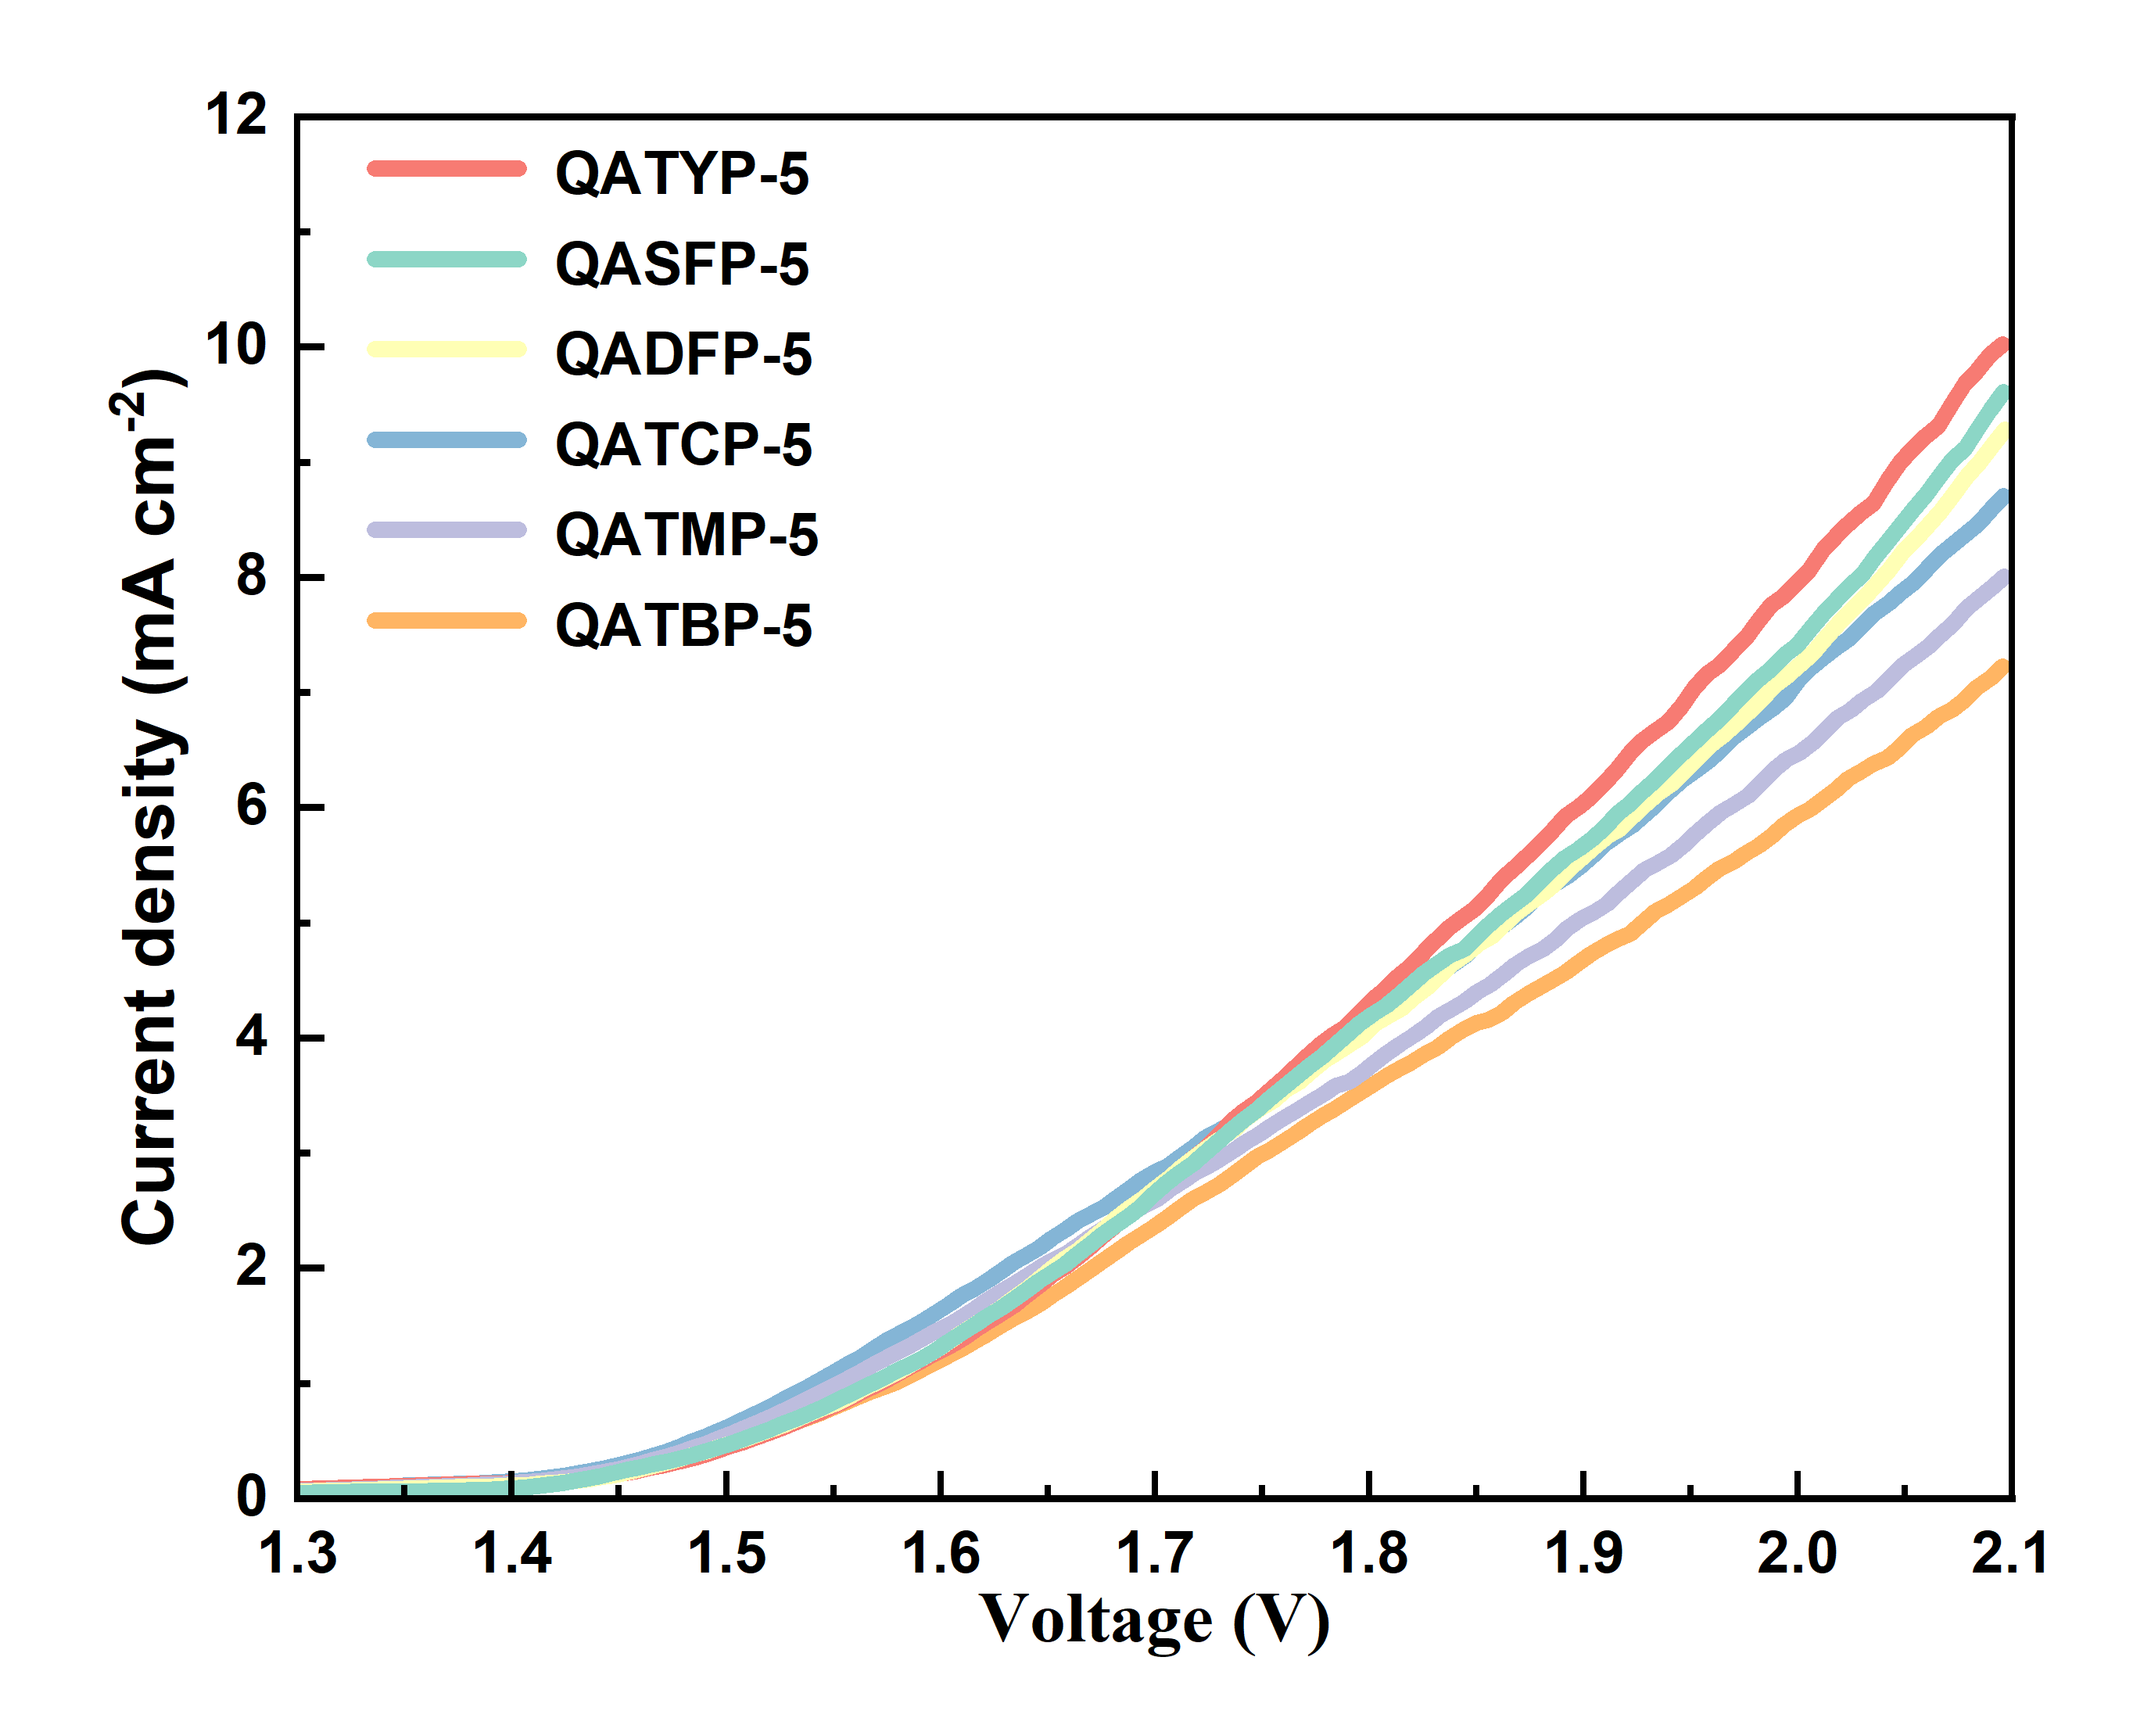 12
10
8
6
4
2
0
Current density (mA cm-2)
QATYP-5
QASFP-5
QADFP-5
QATCP-5
QATMP-5
QATBP-5
1.3 1.4 1.5 1.6 1.7 1.8 1.9 2.0 2.1
Voltage (V)